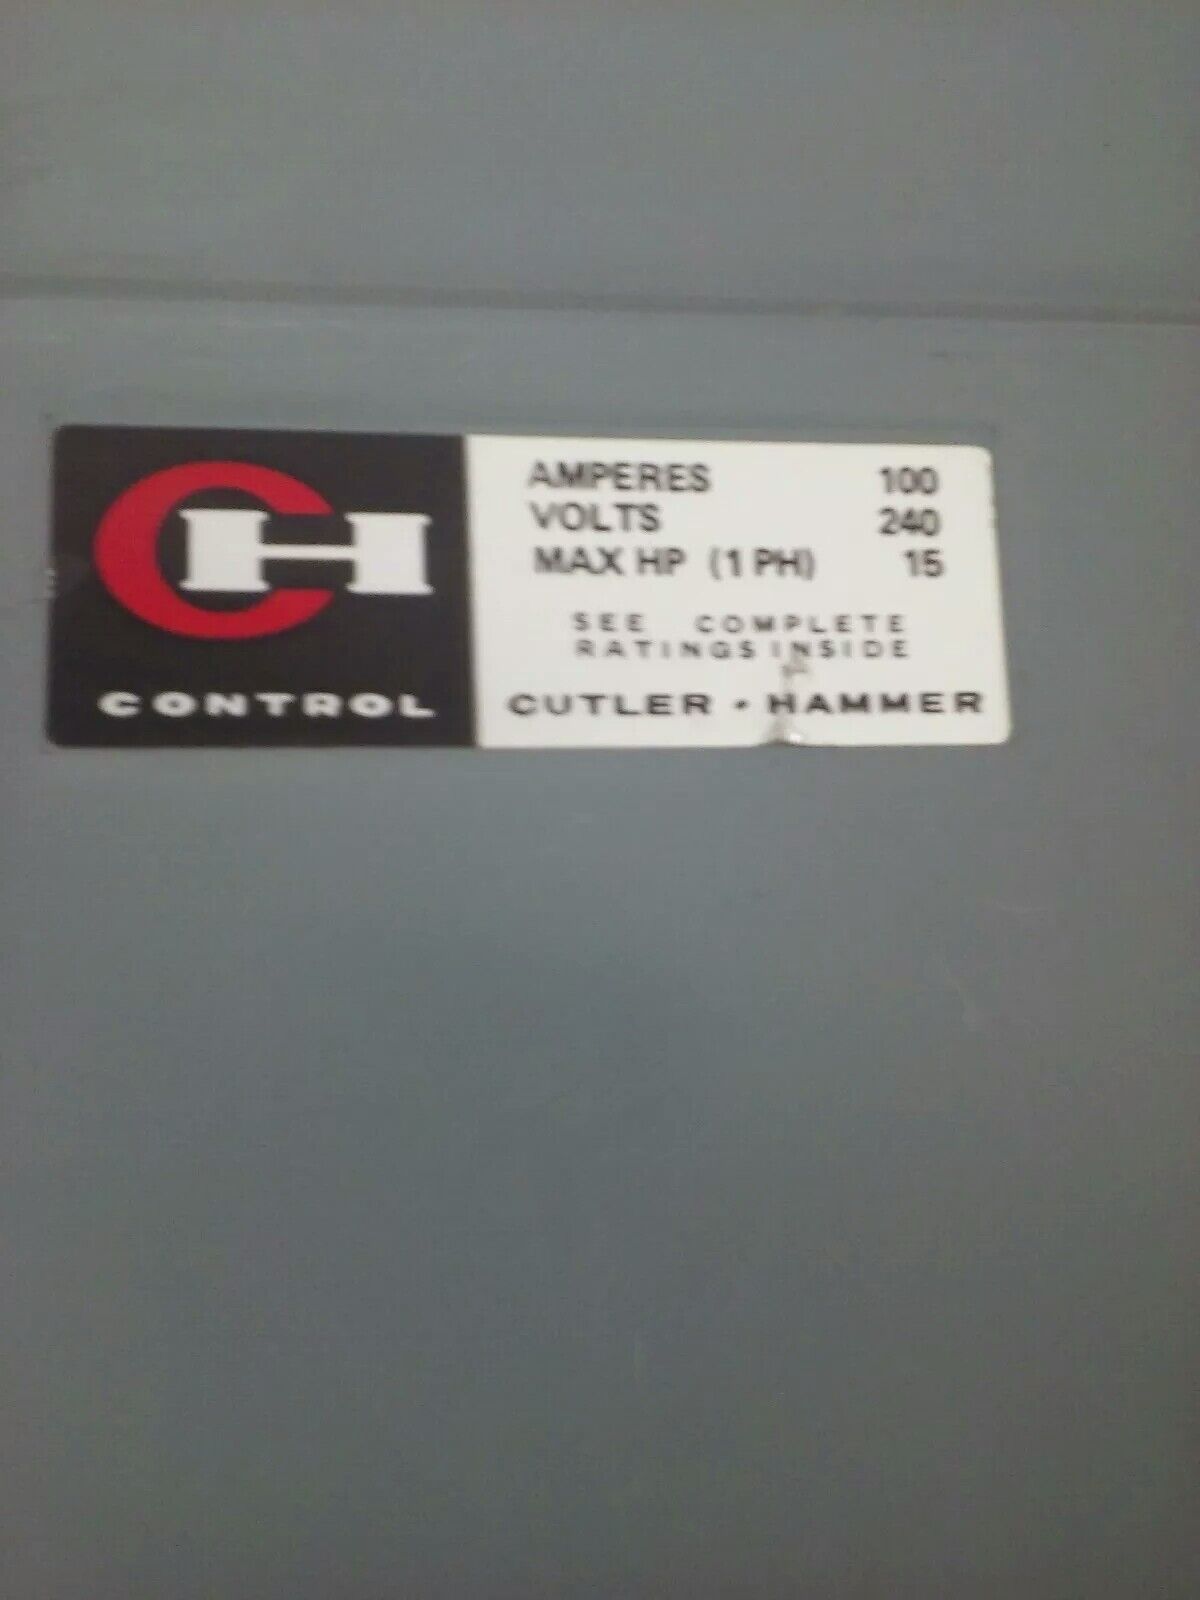 CH
CONTROL
AMPERES 100
VOLTS 240
MAX HP (1 PH) 15
SEE COMPLETE
RATINGS INSIDE
CUTLER • HAMMER